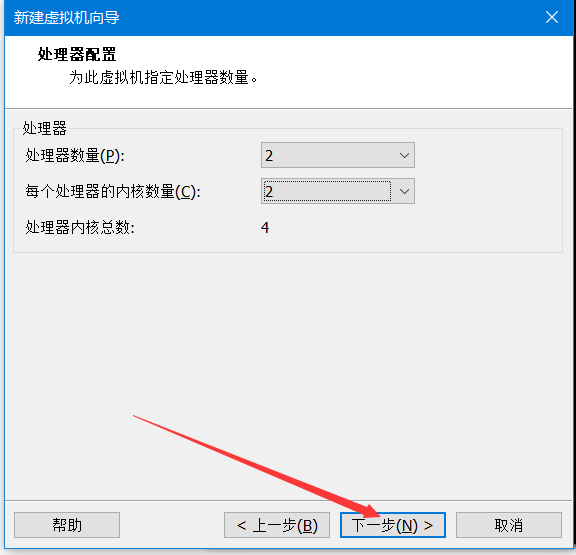 新建虚拟机向导
处理器配置
为此虚拟机指定处理器数量。
处理器
处理器数量(P): 2
每个处理器的内核数量(C): 2
处理器内核总数: 4
帮助 < 上一步(B) 下一步(N) > 取消